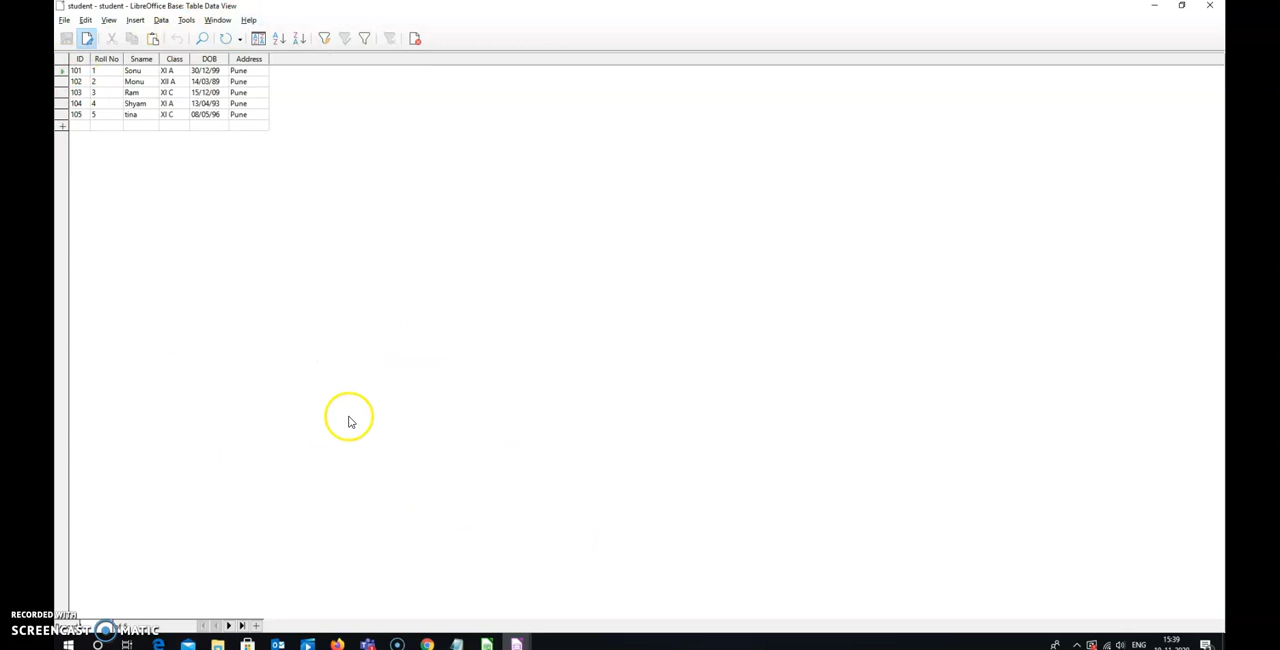 student - student - LibreOffice Base: Table Data View
File Edit View Insert Data Tools Window Help
ID Roll No Sname Class DOB Address
101 1 Sonu XI A 30/12/99 Pune
102 2 Monu XII A 14/03/89 Pune
103 3 Ram XI C 15/12/09 Pune
104 4 Shyam XI A 13/04/93 Pune
105 5 tina XI C 08/05/96 Pune
RECORDED WITH
SCREENCAST MATIC
15:39
ENG